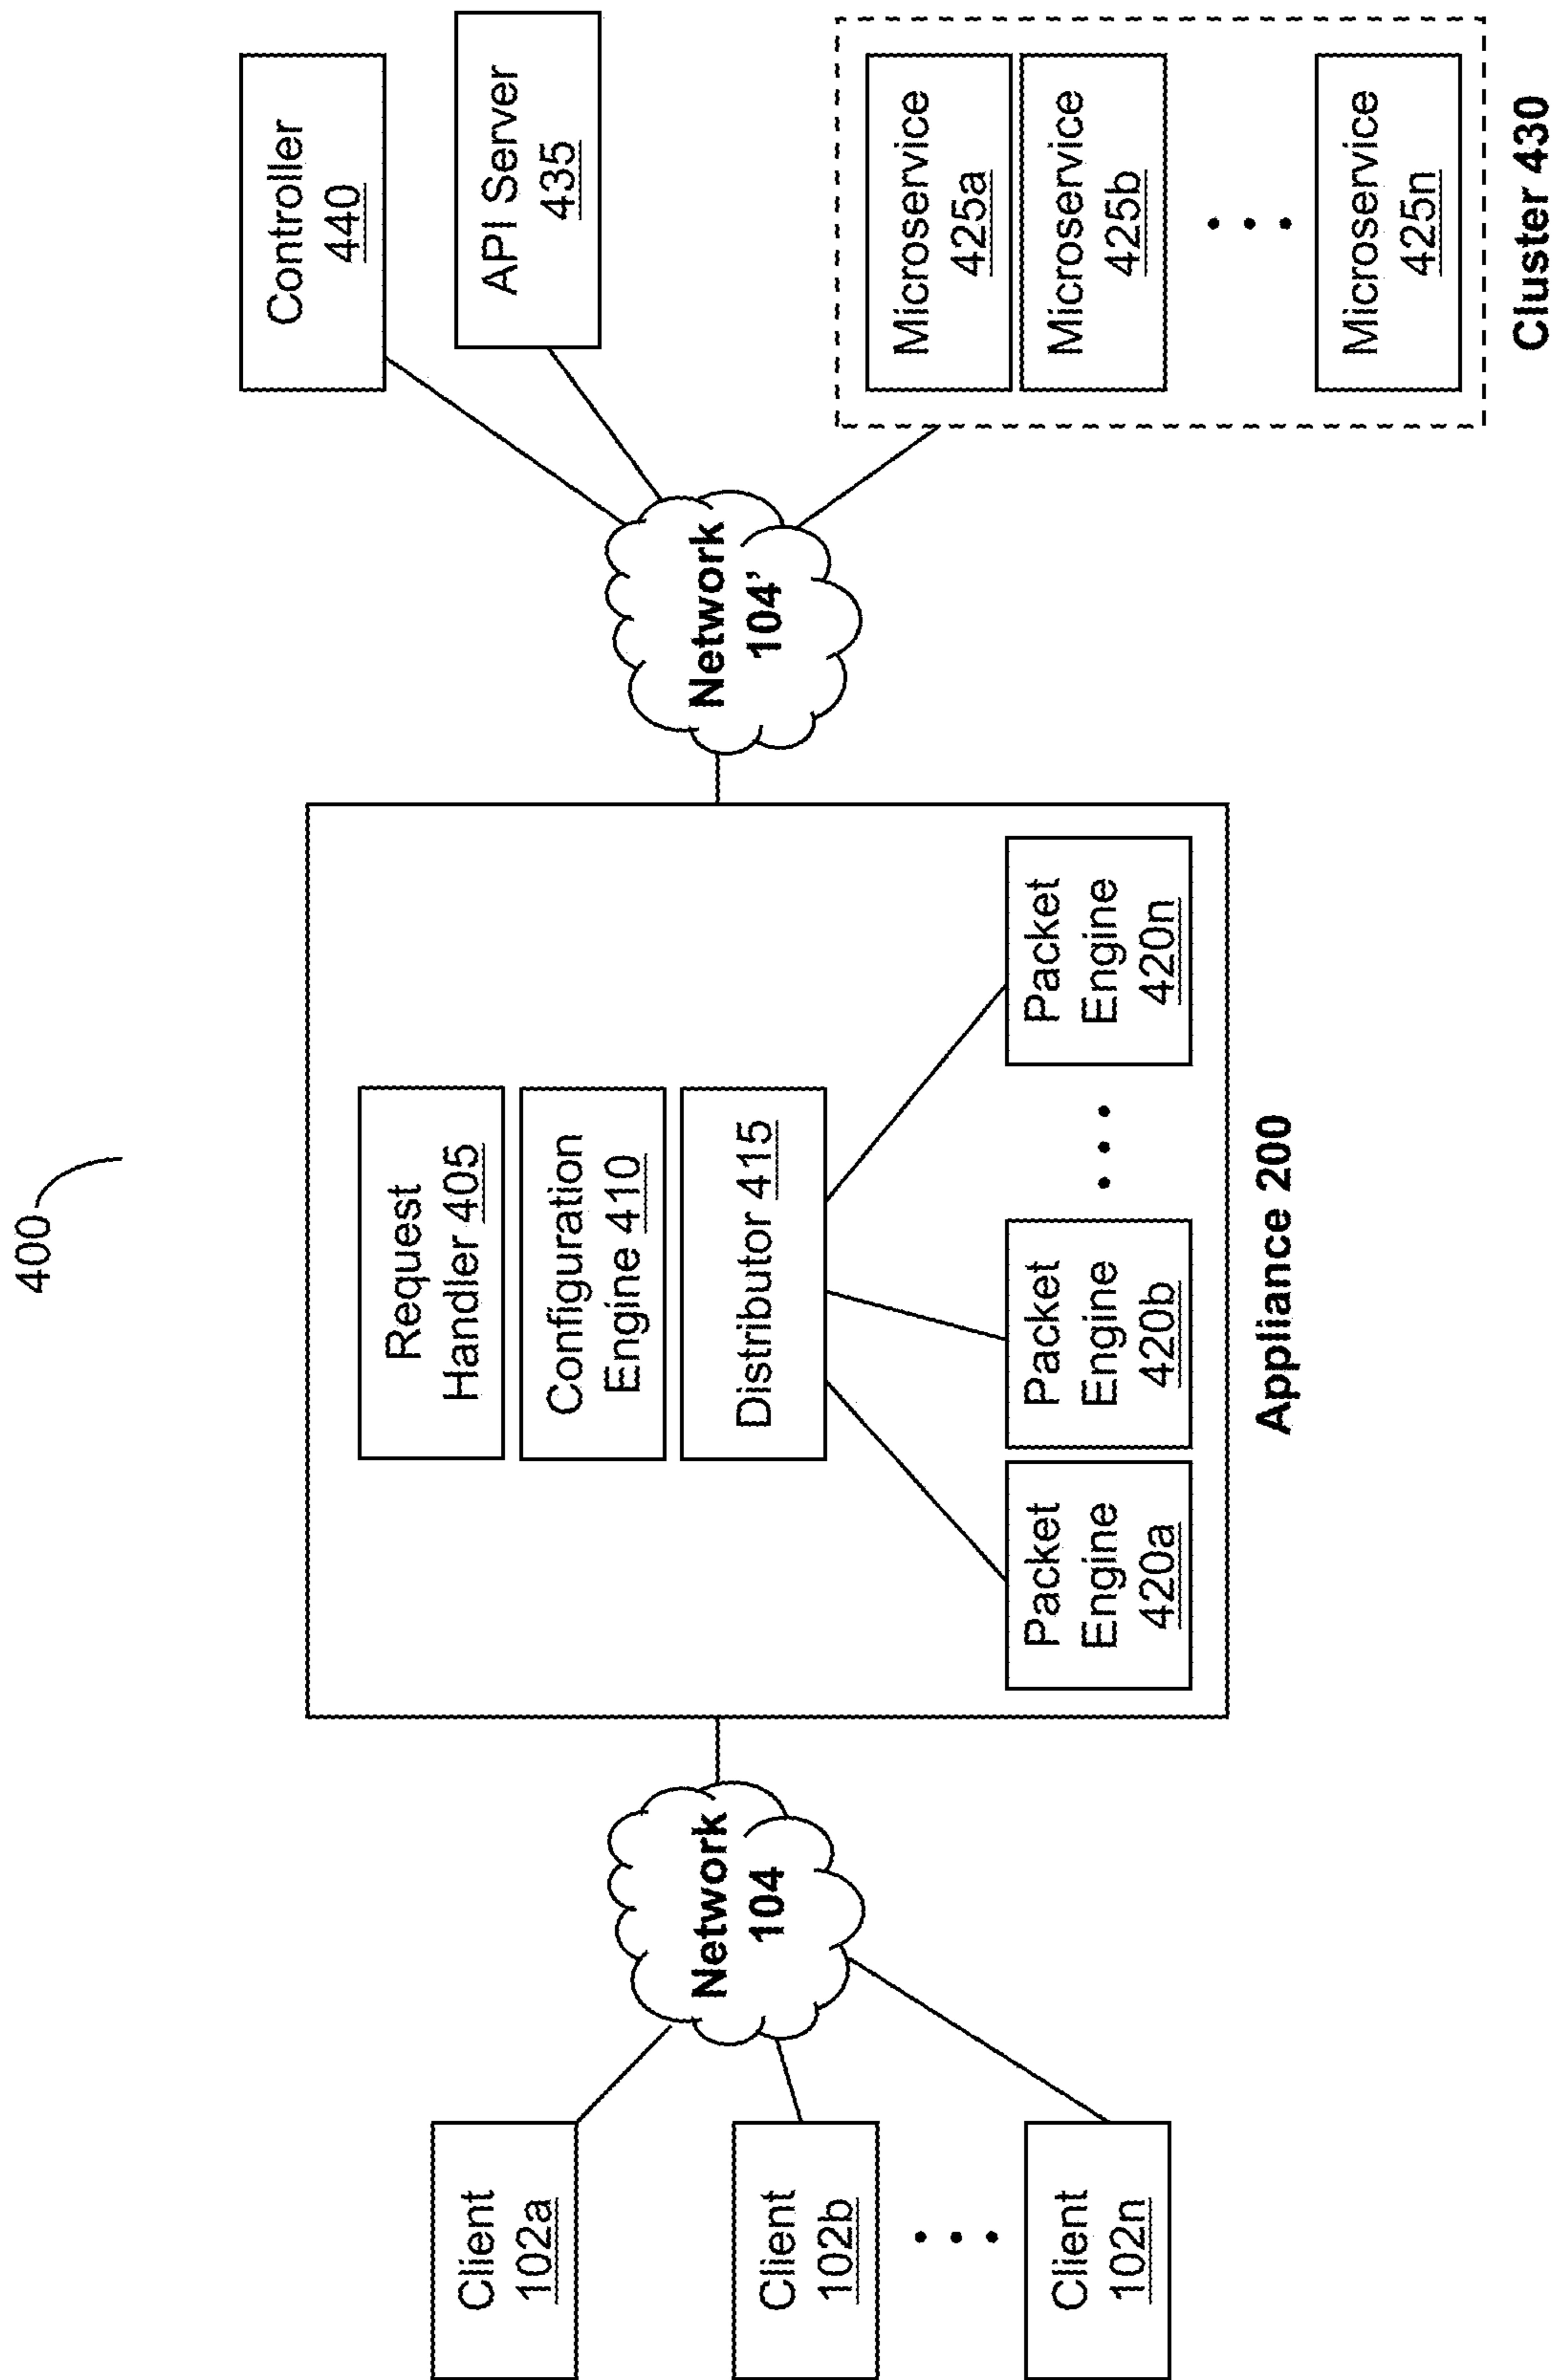 400
Client
102a
Client
102b
Client
102n
Network
104
Request
Handler 405
Configuration
Engine 410
Distributor 415
Packet
Engine
420a
Packet
Engine
420b
Packet
Engine
420n
Appliance 200
Network
104'
Controller
440
API Server
435
Microservice
425a
Microservice
425b
Microservice
425n
Cluster 430